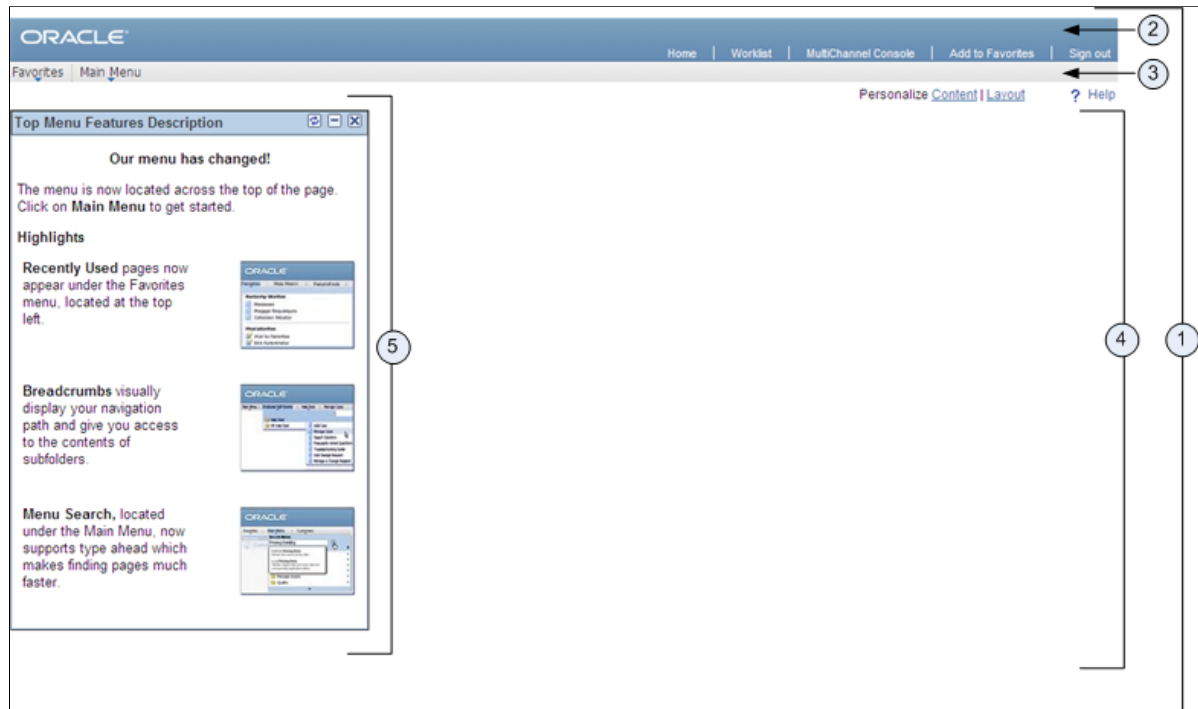 ORACLE
2
Home | Worklist | MultiChannel Console | Add to Favorites | Sign out
Favorites | Main Menu
3
Personalize Content | Layout ? Help
Top Menu Features Description
Our menu has changed!
The menu is now located across the top of the page.
Click on Main Menu to get started.
Highlights
Recently Used pages now
appear under the Favorites
menu, located at the top
left.
ORACLE
Favorites Main Menu
5
4
1
Breadcrumbs visually
display your navigation
path and give you access
to the contents of
subfolders.
ORACLE
Menu Search, located
under the Main Menu, now
supports type ahead which
makes finding pages much
faster.
ORACLE